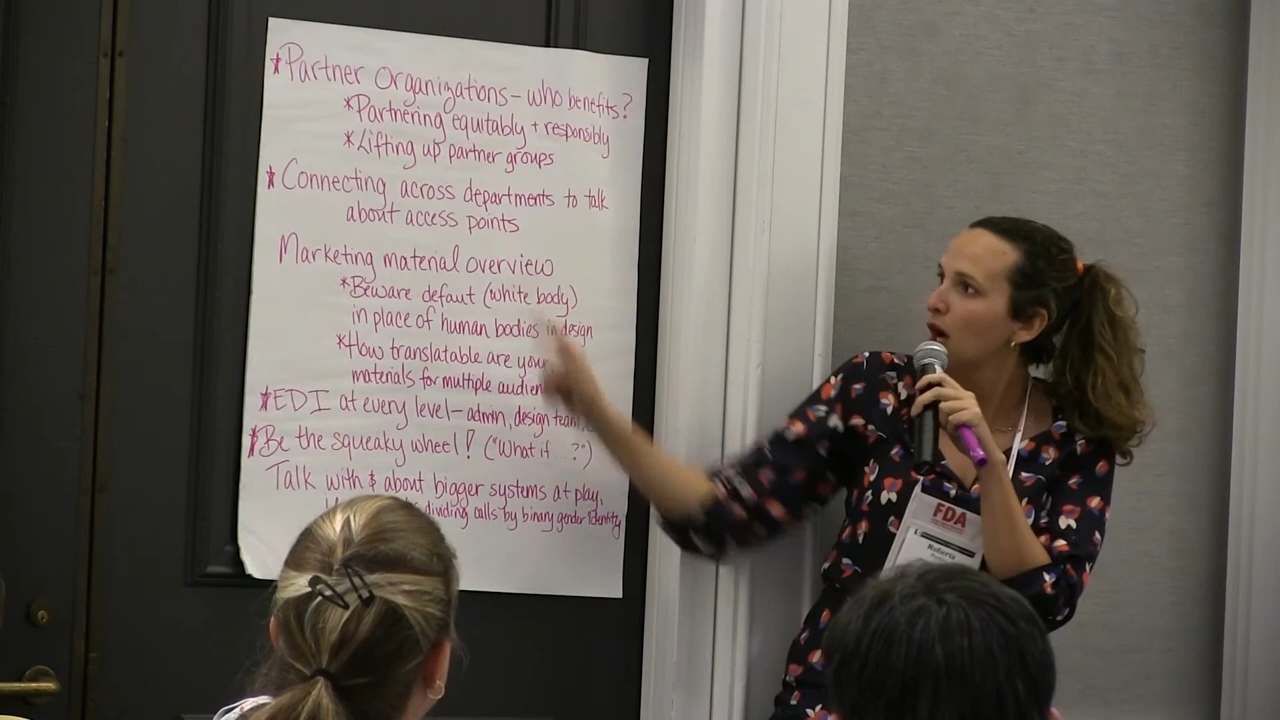 *Partner Organizations - who benefits?
*Partnering equitably + responsibly
*Lifting up partner groups
*Connecting across departments to talk
about access points
Marketing material overview
*Beware defaut (white body)
in place of human bodies in design
*How translatable are your
materials for multiple
*EDI at every level - admin, design team,
*Be the squeaky wheel! ("What if...?")
Talk with & about bigger systems at play.
dividing calls by binary gender identity
FDA
Roberta